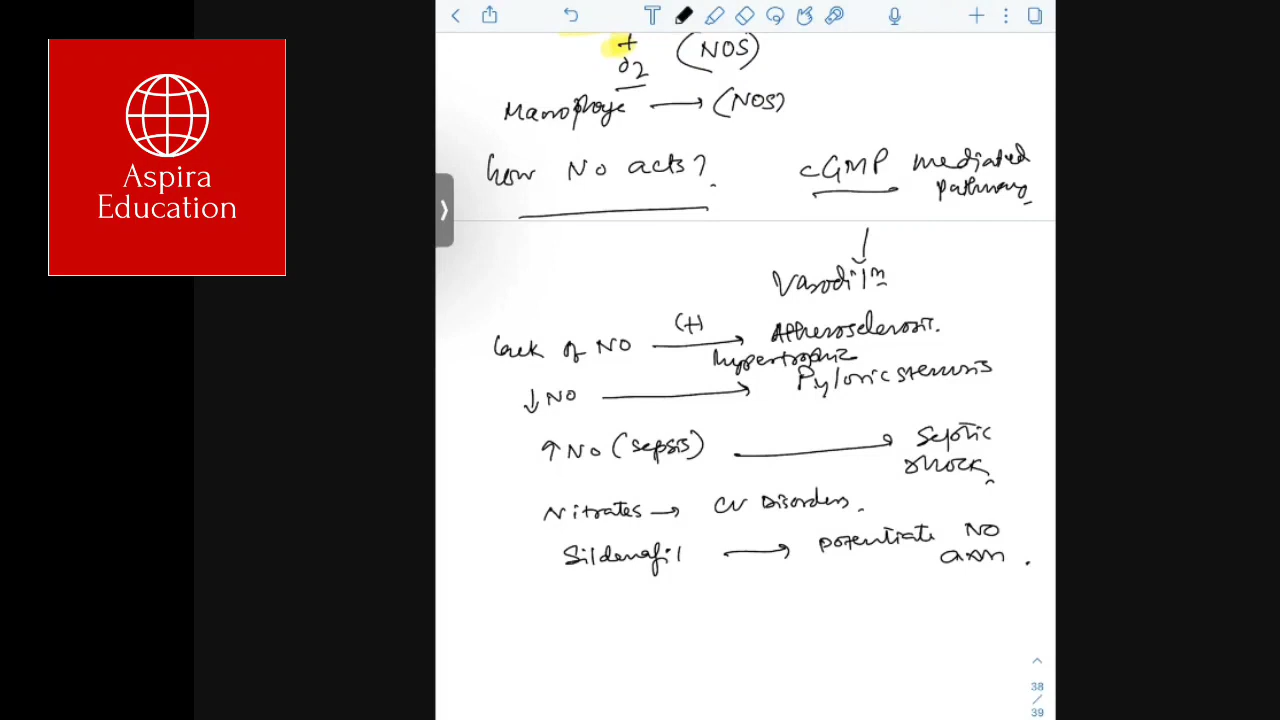 Aspira
Education
+
O2 (NOS)
Macrophage → (NOS)
how NO acts?
cGMP mediated
pathway
↓
Vasodiln
lack of NO (+) → Atherosclerosis.
↓ NO → hypertrophic
Pyloric stenosis
↑ NO (sepsis) → Septic
shock
Nitrates → CV Disorders.
Sildenafil → potentiate NO
axn.
38
/
39